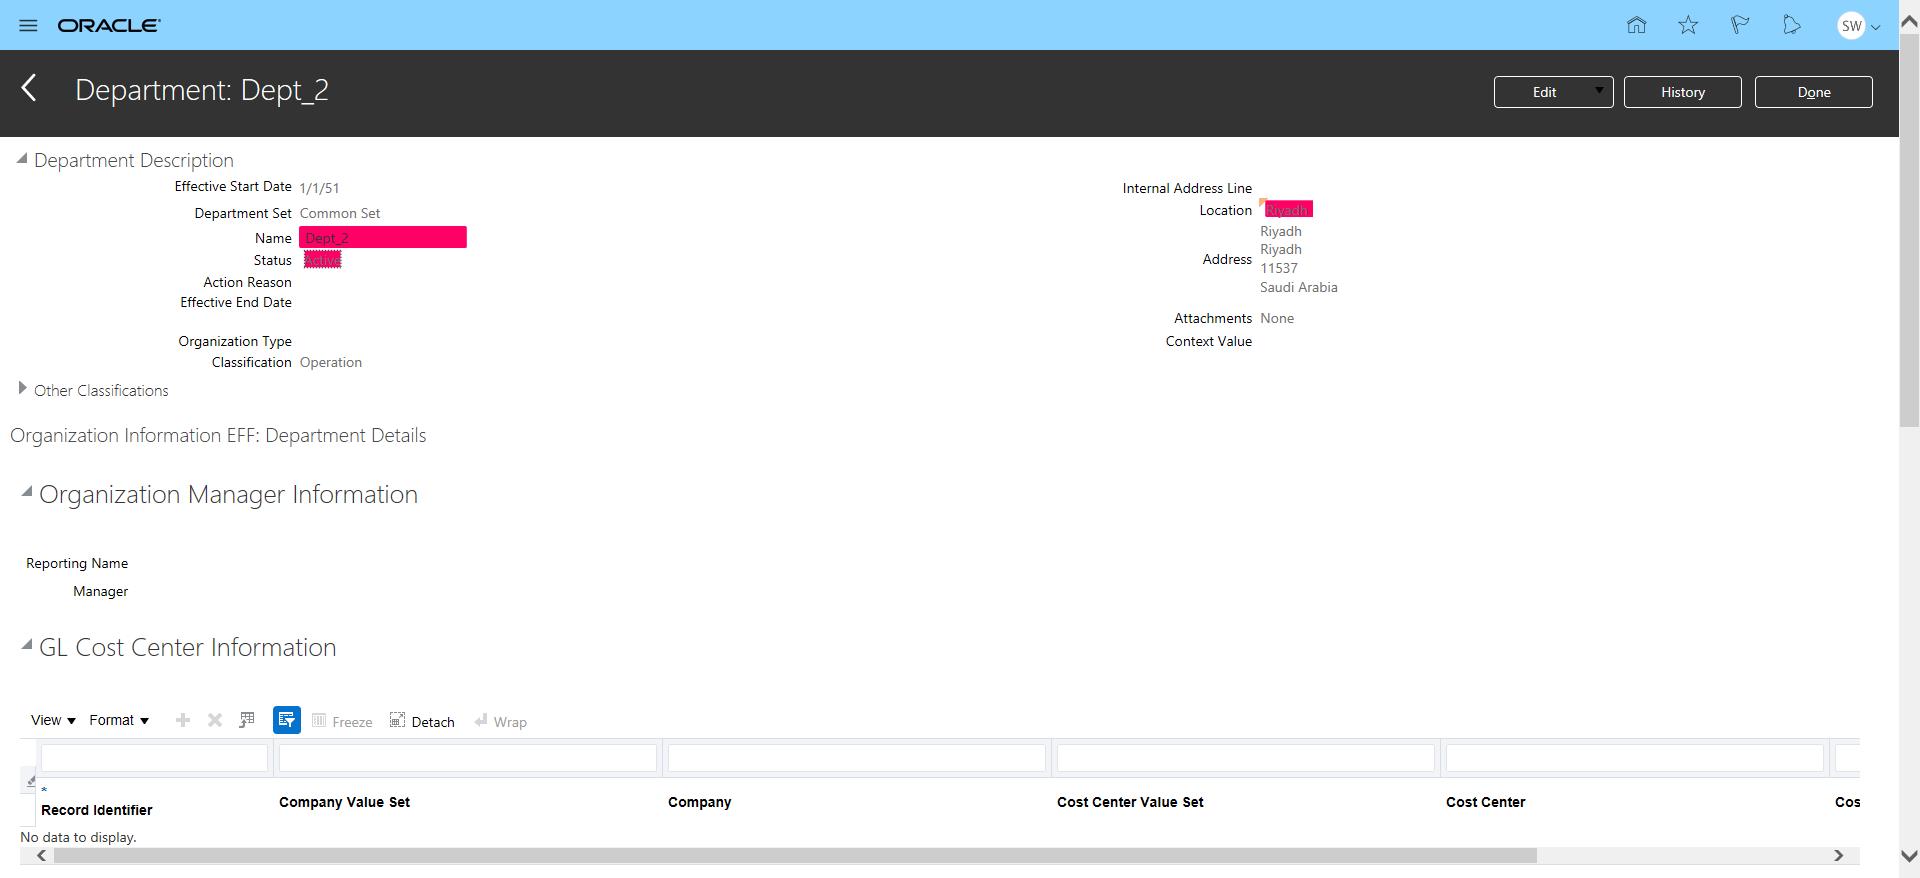 ORACLE
SW
Department: Dept_2
Edit
History
Done
Department Description
Effective Start Date 1/1/51
Department Set Common Set
Name Dept_2
Status Active
Action Reason
Effective End Date
Organization Type
Classification Operation
Internal Address Line
Location Riyadh
Address Riyadh
Riyadh
11537
Saudi Arabia
Attachments None
Context Value
Other Classifications
Organization Information EFF: Department Details
Organization Manager Information
Reporting Name
Manager
GL Cost Center Information
View Format Freeze Detach Wrap
* Record Identifier
Company Value Set
Company
Cost Center Value Set
Cost Center
Cos
No data to display.